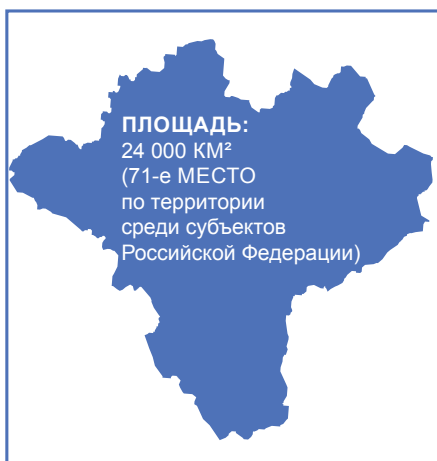 ПЛОЩАДЬ:
24 000 КМ²
(71-е МЕСТО
по территории
среди субъектов
Российской Федерации)